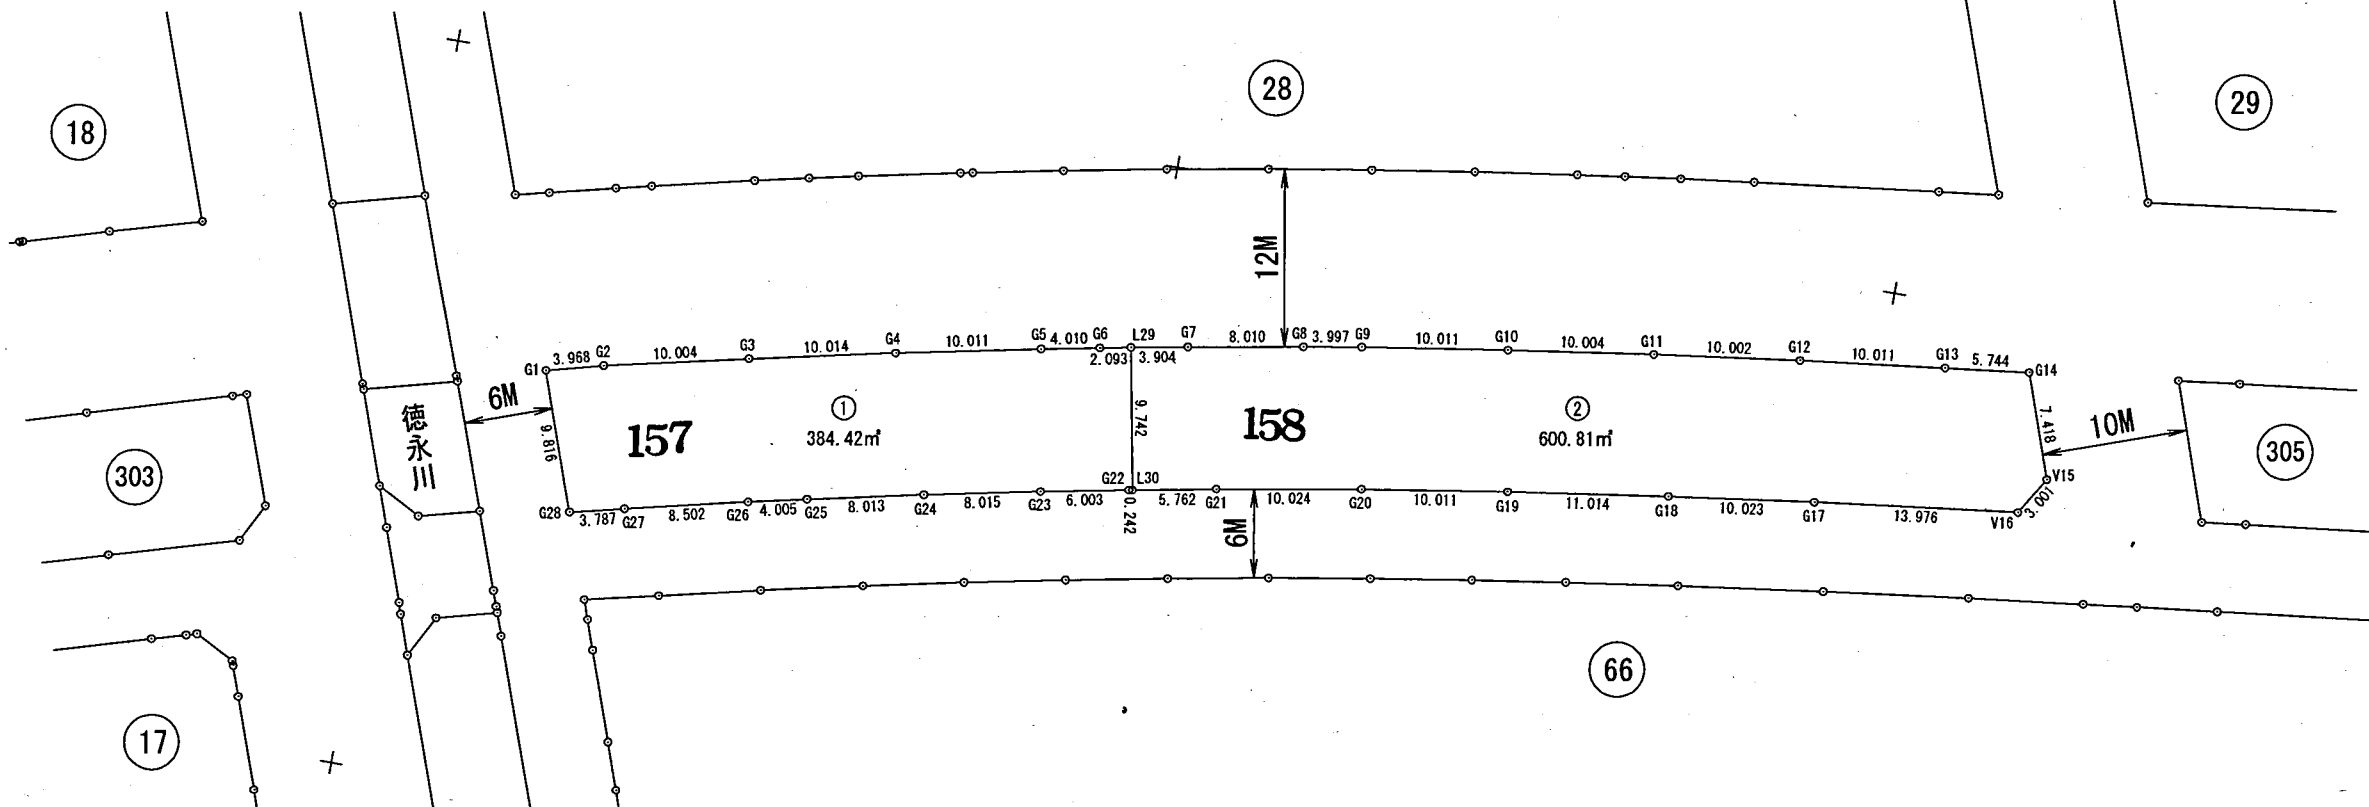 18
28
29
12M
G1
3.968
G2
10.004
G3
10.014
G4
10.011
G5
4.010
G6
2.093
L29
3.904
G7
8.010
G8
3.997
G9
10.011
G10
10.004
G11
10.002
G12
10.011
G13
5.744
G14
6M
9.816
157
①
384.42㎡
9.742
158
②
600.81㎡
7.418
10M
305
303
徳永川
V15
3.001
V16
G28
3.787
G27
8.502
G26
4.005
G25
8.013
G24
8.015
G23
6.003
G22
L30
0.242
5.762
G21
10.024
G20
10.011
G19
11.014
G18
10.023
G17
13.976
6M
66
17